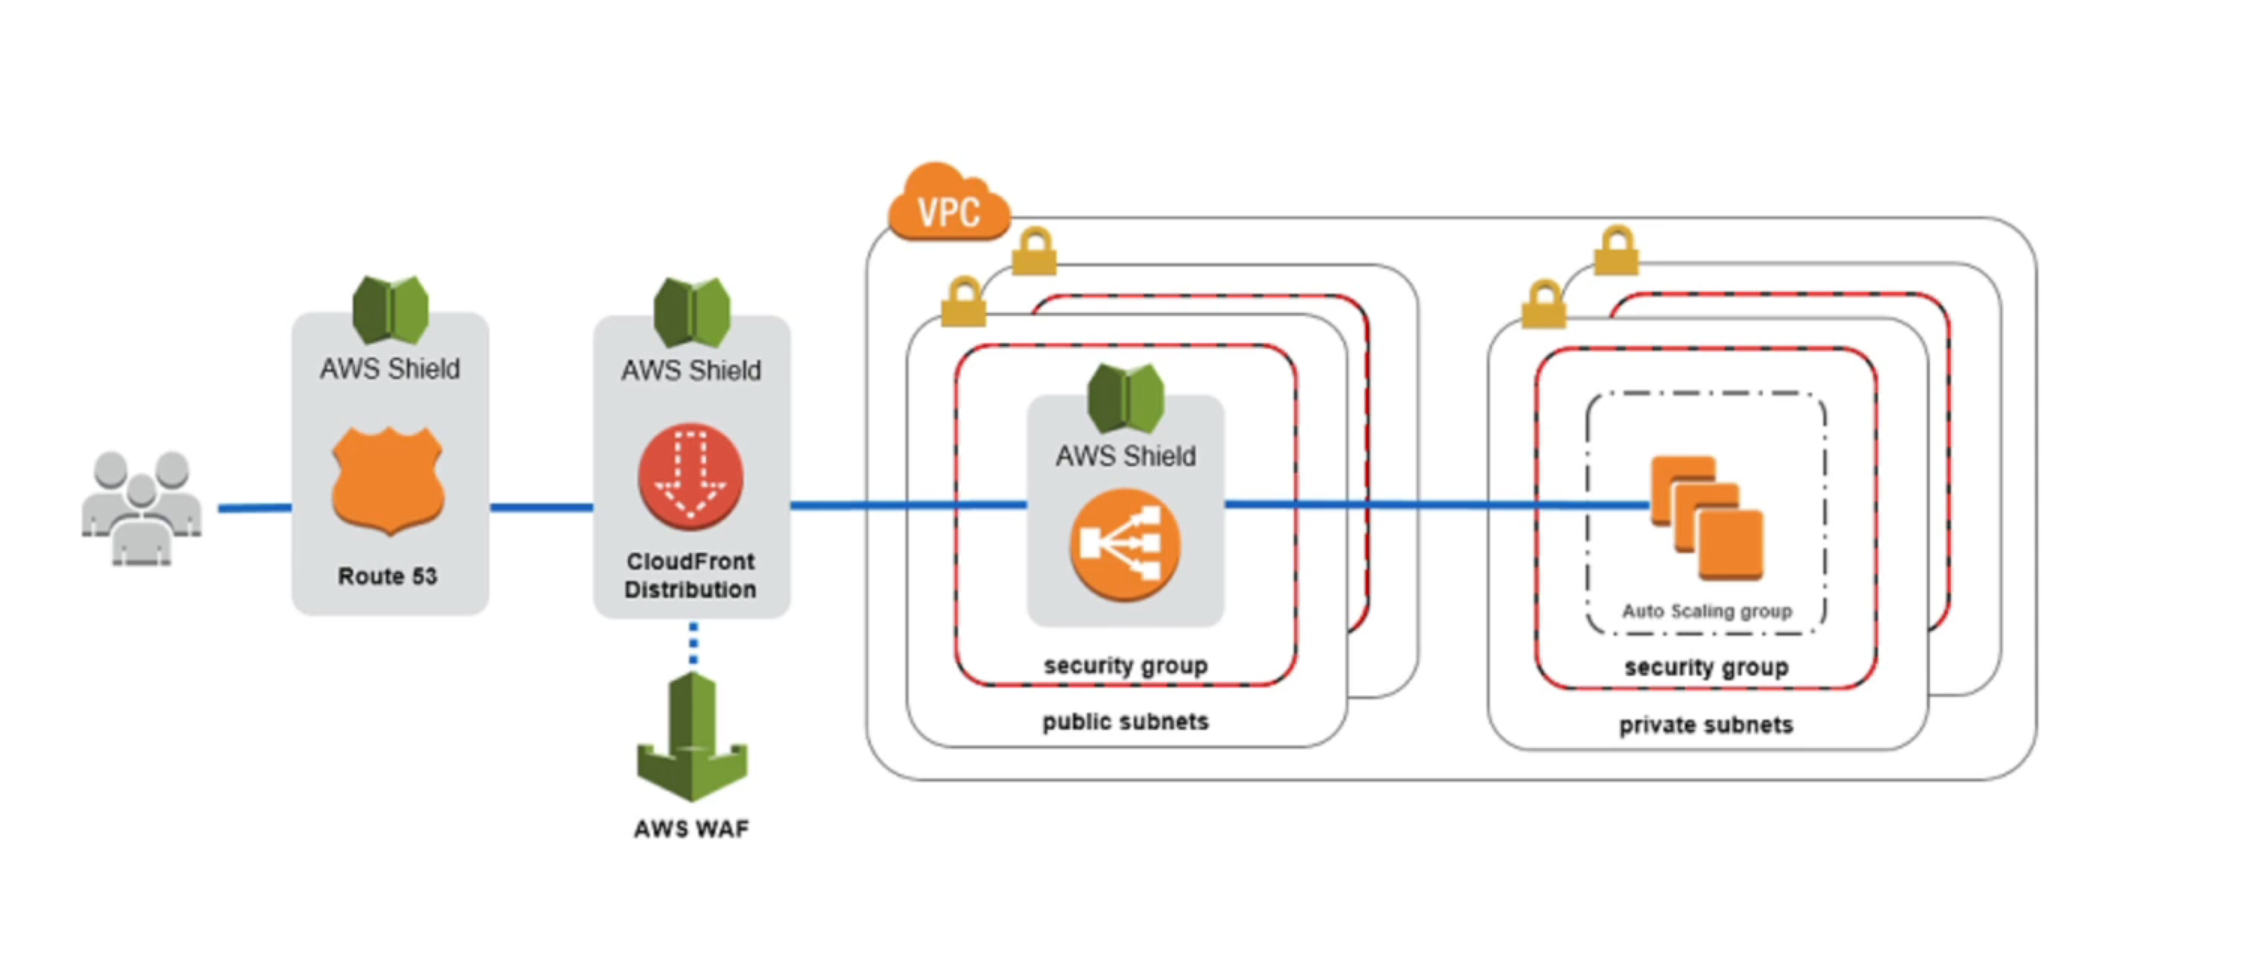 VPC
AWS Shield
Route 53
AWS Shield
CloudFront
Distribution
AWS WAF
AWS Shield
security group
public subnets
Auto Scaling group
security group
private subnets